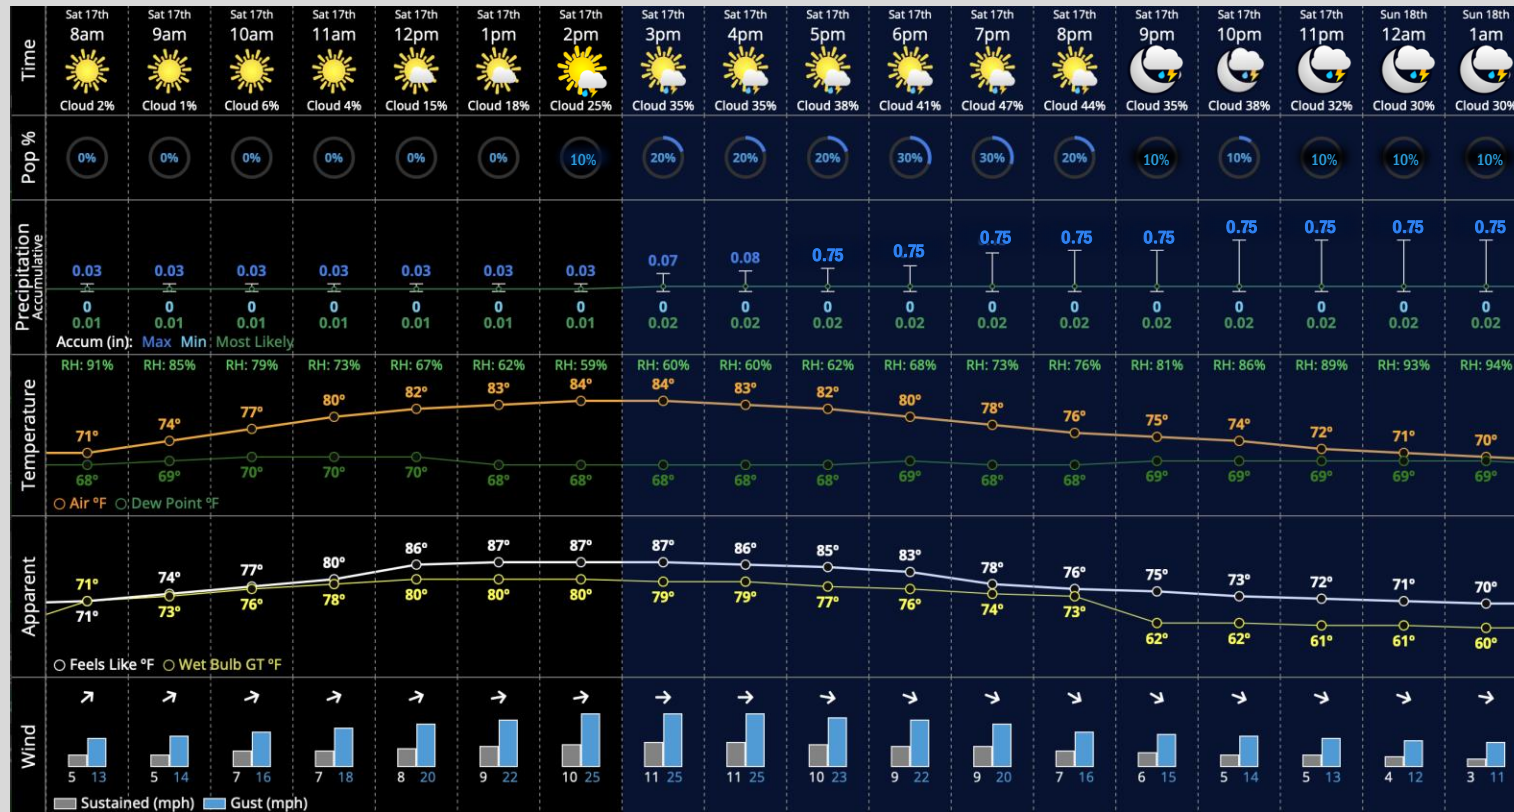 Time
Sat 17th Sat 17th Sat 17th Sat 17th Sat 17th Sat 17th Sat 17th Sat 17th Sat 17th Sat 17th Sat 17th Sat 17th Sat 17th Sat 17th Sat 17th Sat 17th Sun 18th Sun 18th
8am 9am 10am 11am 12pm 1pm 2pm 3pm 4pm 5pm 6pm 7pm 8pm 9pm 10pm 11pm 12am 1am
Cloud 2% Cloud 1% Cloud 6% Cloud 4% Cloud 15% Cloud 18% Cloud 25% Cloud 35% Cloud 35% Cloud 38% Cloud 41% Cloud 47% Cloud 44% Cloud 35% Cloud 38% Cloud 32% Cloud 30% Cloud 30%
Pop %
0% 0% 0% 0% 0% 0% 10% 20% 20% 20% 30% 30% 20% 10% 10% 10% 10% 10%
Precipitation
Accumulative
0.03 0.03 0.03 0.03 0.03 0.03 0.03 0.07 0.08 0.75 0.75 0.75 0.75 0.75 0.75 0.75 0.75 0.75
0 0 0 0 0 0 0 0 0 0 0 0 0 0 0 0 0 0
0.01 0.01 0.01 0.01 0.01 0.01 0.01 0.02 0.02 0.02 0.02 0.02 0.02 0.02 0.02 0.02 0.02 0.02
Accum (in): Max Min Most Likely
Temperature
RH: 91% RH: 85% RH: 79% RH: 73% RH: 67% RH: 62% RH: 59% RH: 60% RH: 60% RH: 62% RH: 68% RH: 73% RH: 76% RH: 81% RH: 86% RH: 89% RH: 93% RH: 94%
71° 74° 77° 80° 82° 83° 84° 84° 83° 82° 80° 78° 76° 75° 74° 72° 71° 70°
68° 69° 70° 70° 70° 68° 68° 68° 68° 68° 69° 68° 68° 69° 69° 69° 69° 69°
Air °F Dew Point °F
Apparent
71° 74° 77° 80° 86° 87° 87° 87° 86° 85° 83° 78° 76° 75° 73° 72° 71° 70°
71° 73° 76° 78° 80° 80° 80° 79° 79° 77° 76° 74° 73° 62° 62° 61° 61° 60°
Feels Like °F Wet Bulb GT °F
Wind
5 13 5 14 7 16 7 18 8 20 9 22 10 25 11 25 11 25 10 23 9 22 9 20 7 16 6 15 5 14 5 13 4 12 3 11
Sustained (mph) Gust (mph)